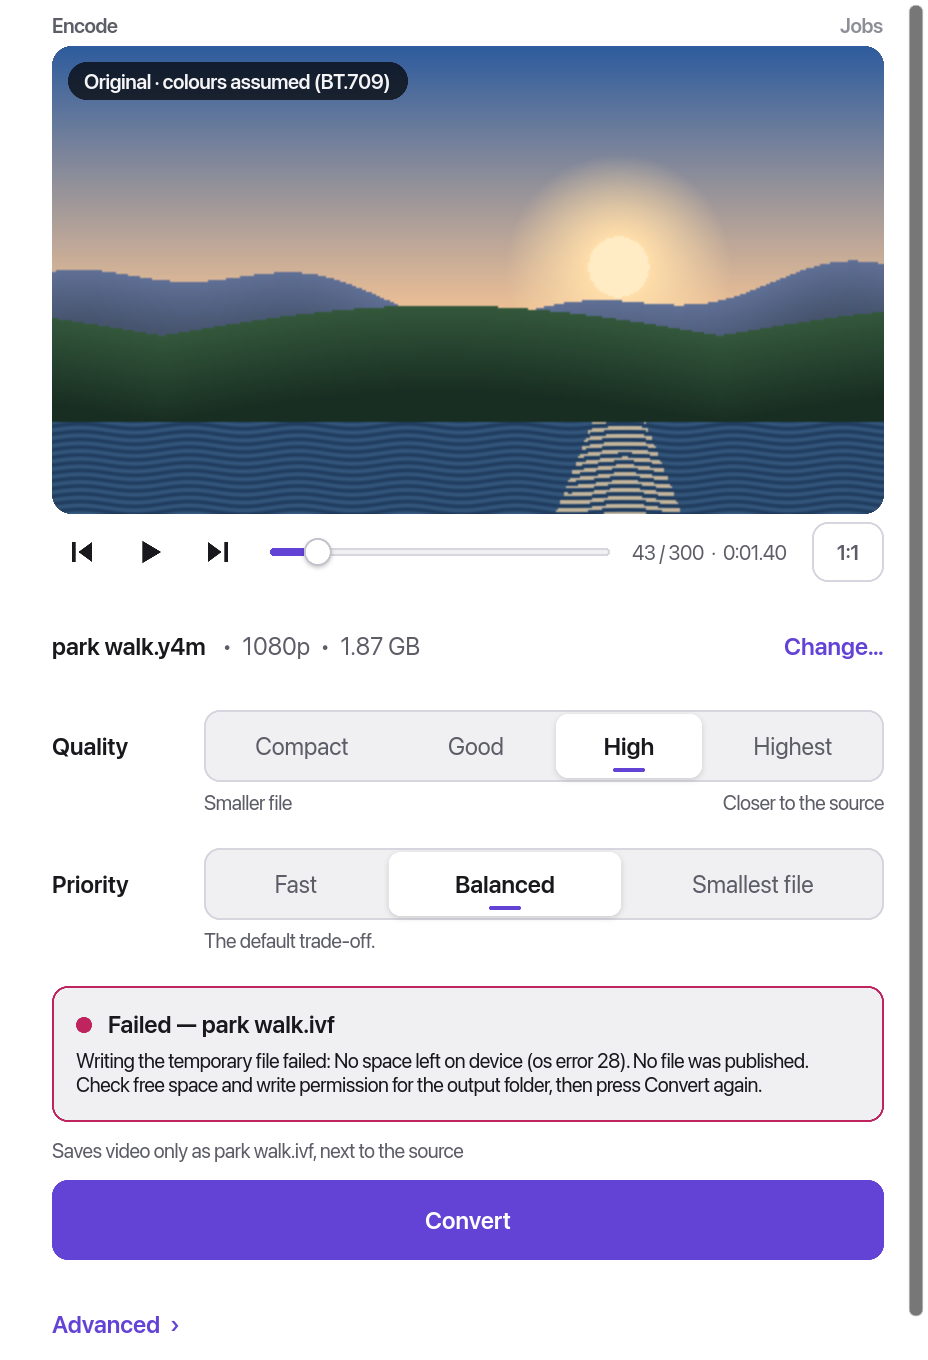 Encode
Jobs
Original · colours assumed (BT.709)
43 / 300 · 0:01.40
1:1
park walk.y4m • 1080p • 1.87 GB
Change...
Quality
Compact
Good
High
Highest
Smaller file
Closer to the source
Priority
Fast
Balanced
Smallest file
The default trade-off.
Failed — park walk.ivf
Writing the temporary file failed: No space left on device (os error 28). No file was published.
Check free space and write permission for the output folder, then press Convert again.
Saves video only as park walk.ivf, next to the source
Convert
Advanced ›